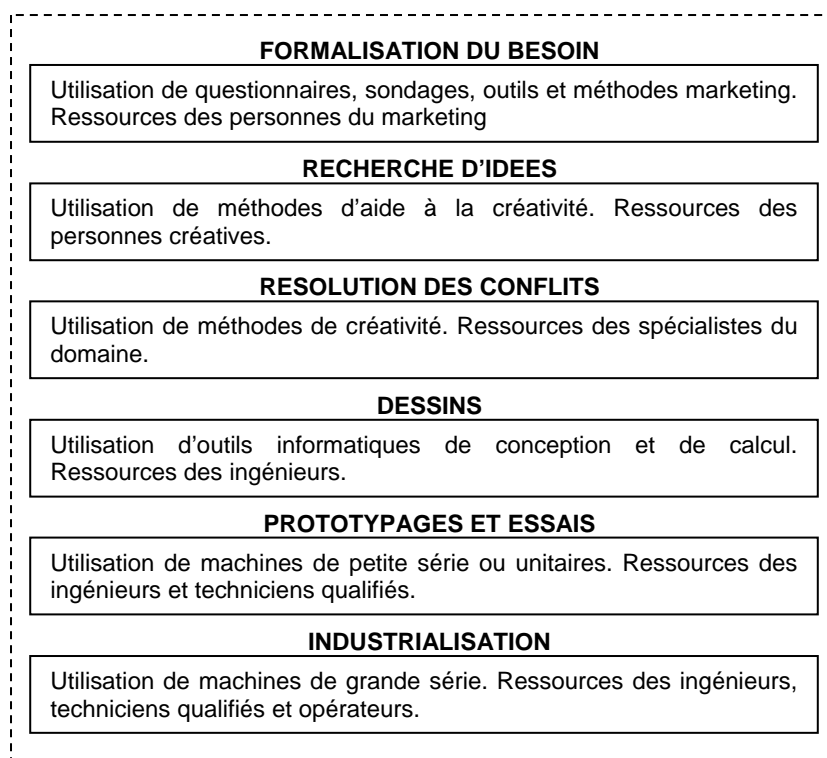 FORMALISATION DU BESOIN
Utilisation de questionnaires, sondages, outils et méthodes marketing.
Ressources des personnes du marketing
RECHERCHE D'IDEES
Utilisation de méthodes d'aide à la créativité. Ressources des
personnes créatives.
RESOLUTION DES CONFLITS
Utilisation de méthodes de créativité. Ressources des spécialistes du
domaine.
DESSINS
Utilisation d'outils informatiques de conception et de calcul.
Ressources des ingénieurs.
PROTOTYPAGES ET ESSAIS
Utilisation de machines de petite série ou unitaires. Ressources des
ingénieurs et techniciens qualifiés.
INDUSTRIALISATION
Utilisation de machines de grande série. Ressources des ingénieurs,
techniciens qualifiés et opérateurs.